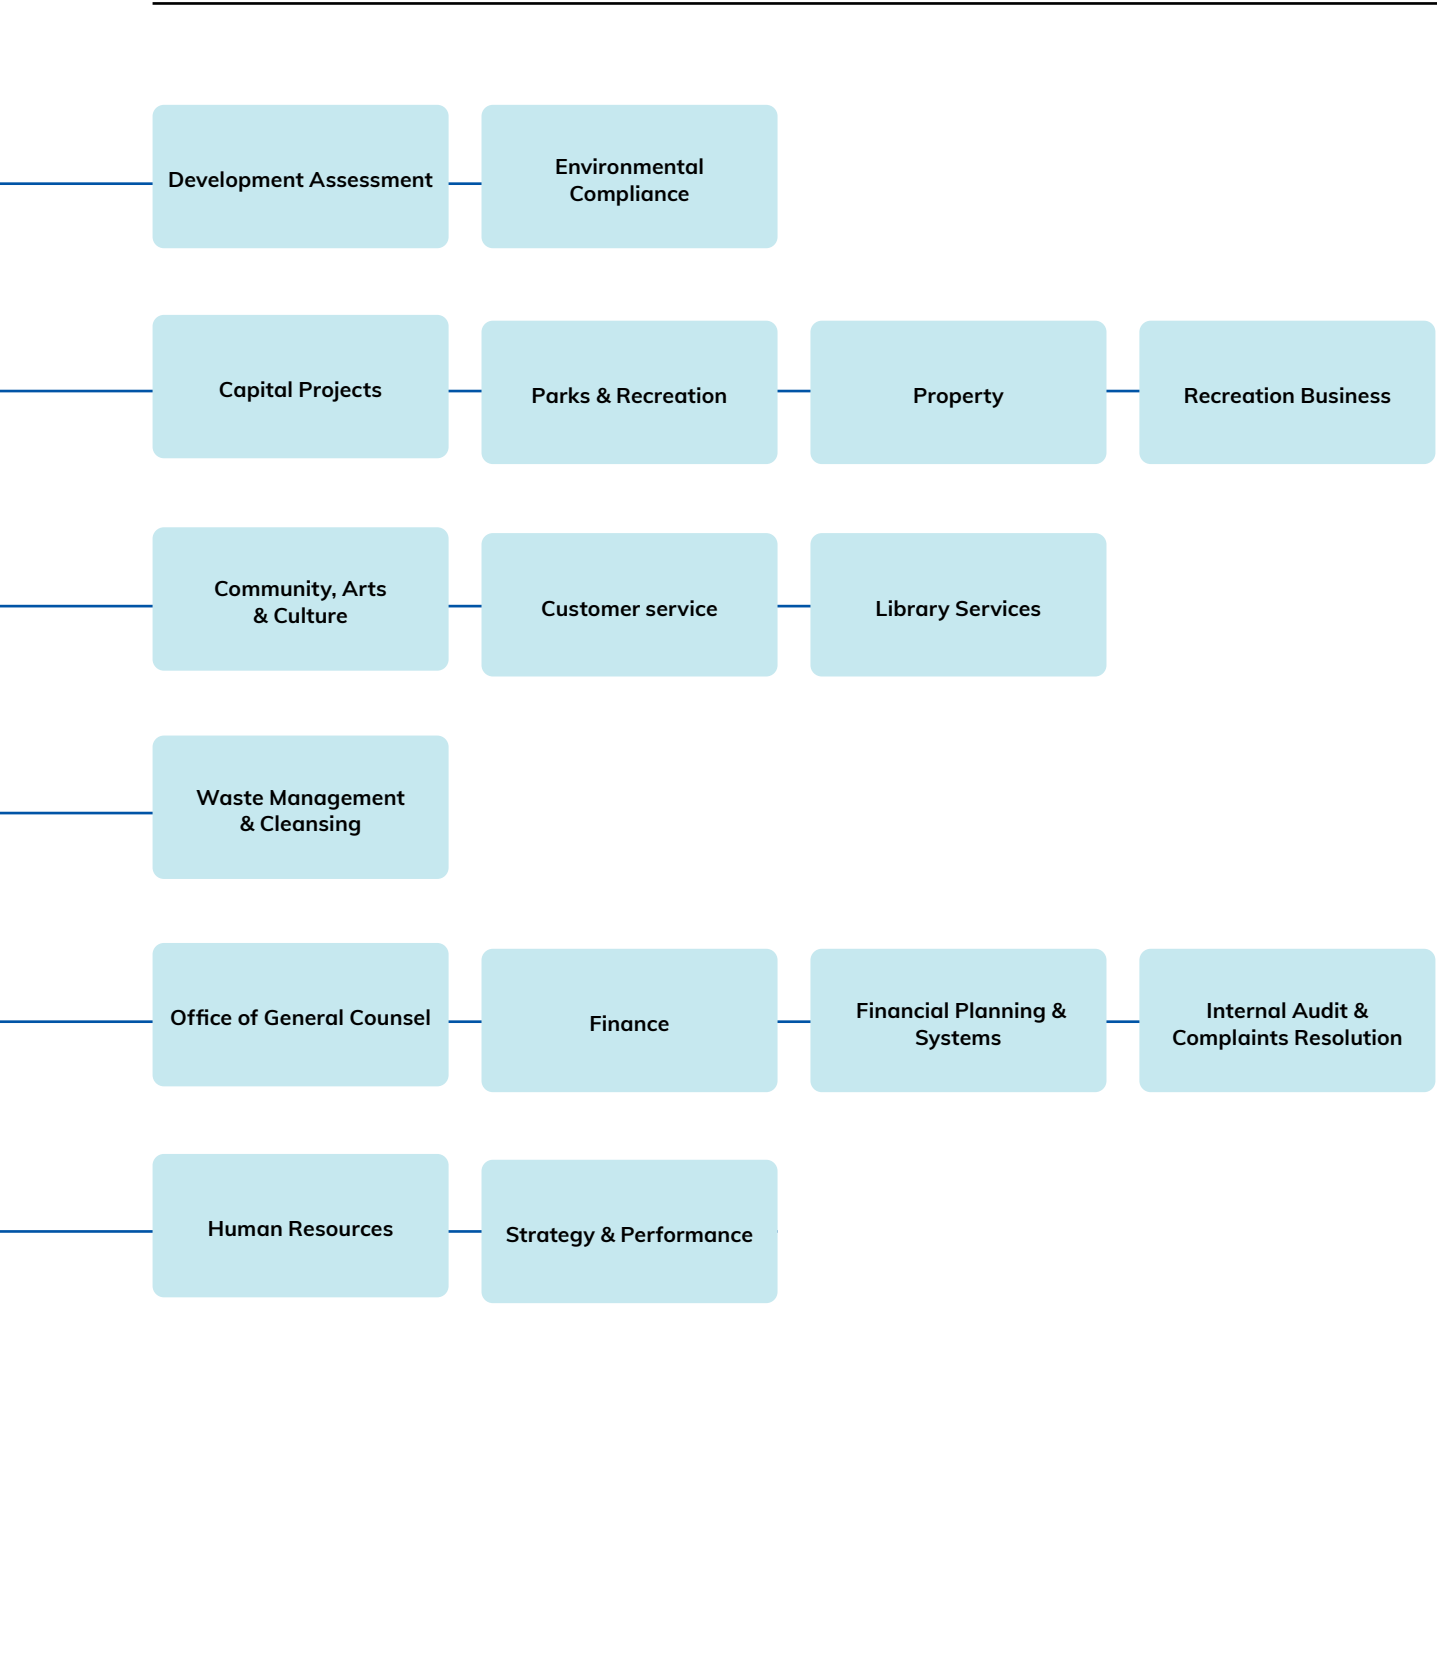 Development Assessment
Environmental
Compliance
Capital Projects
Parks & Recreation
Property
Recreation Business
Community, Arts
& Culture
Customer service
Library Services
Waste Management
& Cleansing
Office of General Counsel
Finance
Financial Planning &
Systems
Internal Audit &
Complaints Resolution
Human Resources
Strategy & Performance